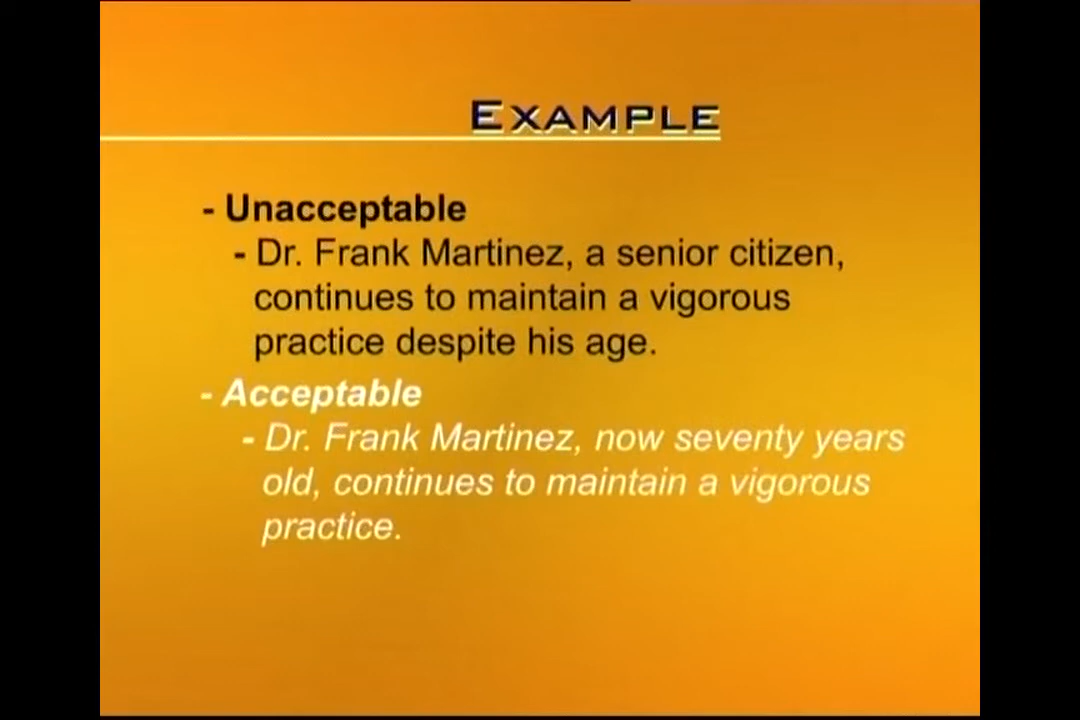 EXAMPLE
- Unacceptable
- Dr. Frank Martinez, a senior citizen,
continues to maintain a vigorous
practice despite his age.
- Acceptable
- Dr. Frank Martinez, now seventy years
old, continues to maintain a vigorous
practice.